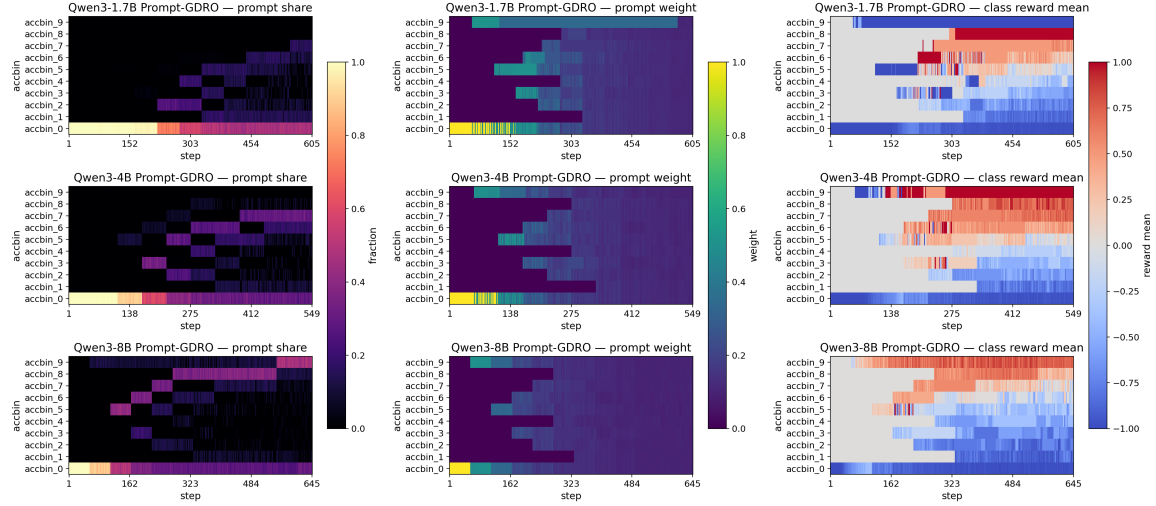 Qwen3-1.7B Prompt-GDRO — prompt share
accbin
accbin_9
accbin_8
accbin_7
accbin_6
accbin_5
accbin_4
accbin_3
accbin_2
accbin_1
accbin_0
1 152 303 454 605
step
Qwen3-1.7B Prompt-GDRO — prompt weight
accbin
accbin_9
accbin_8
accbin_7
accbin_6
accbin_5
accbin_4
accbin_3
accbin_2
accbin_1
accbin_0
1 152 303 454 605
step
Qwen3-1.7B Prompt-GDRO — class reward mean
accbin
accbin_9
accbin_8
accbin_7
accbin_6
accbin_5
accbin_4
accbin_3
accbin_2
accbin_1
accbin_0
1 152 303 454 605
step
Qwen3-4B Prompt-GDRO — prompt share
accbin
accbin_9
accbin_8
accbin_7
accbin_6
accbin_5
accbin_4
accbin_3
accbin_2
accbin_1
accbin_0
1 138 275 412 549
step
1.0
0.8
0.6
0.4
0.2
0.0
fraction
Qwen3-4B Prompt-GDRO — prompt weight
accbin
accbin_9
accbin_8
accbin_7
accbin_6
accbin_5
accbin_4
accbin_3
accbin_2
accbin_1
accbin_0
1 138 275 412 549
step
1.0
0.8
0.6
0.4
0.2
0.0
weight
Qwen3-4B Prompt-GDRO — class reward mean
accbin
accbin_9
accbin_8
accbin_7
accbin_6
accbin_5
accbin_4
accbin_3
accbin_2
accbin_1
accbin_0
1 138 275 412 549
step
1.00
0.75
0.50
0.25
0.00
−0.25
−0.50
−0.75
−1.00
reward mean
Qwen3-8B Prompt-GDRO — prompt share
accbin
accbin_9
accbin_8
accbin_7
accbin_6
accbin_5
accbin_4
accbin_3
accbin_2
accbin_1
accbin_0
1 162 323 484 645
step
Qwen3-8B Prompt-GDRO — prompt weight
accbin
accbin_9
accbin_8
accbin_7
accbin_6
accbin_5
accbin_4
accbin_3
accbin_2
accbin_1
accbin_0
1 162 323 484 645
step
Qwen3-8B Prompt-GDRO — class reward mean
accbin
accbin_9
accbin_8
accbin_7
accbin_6
accbin_5
accbin_4
accbin_3
accbin_2
accbin_1
accbin_0
1 162 323 484 645
step